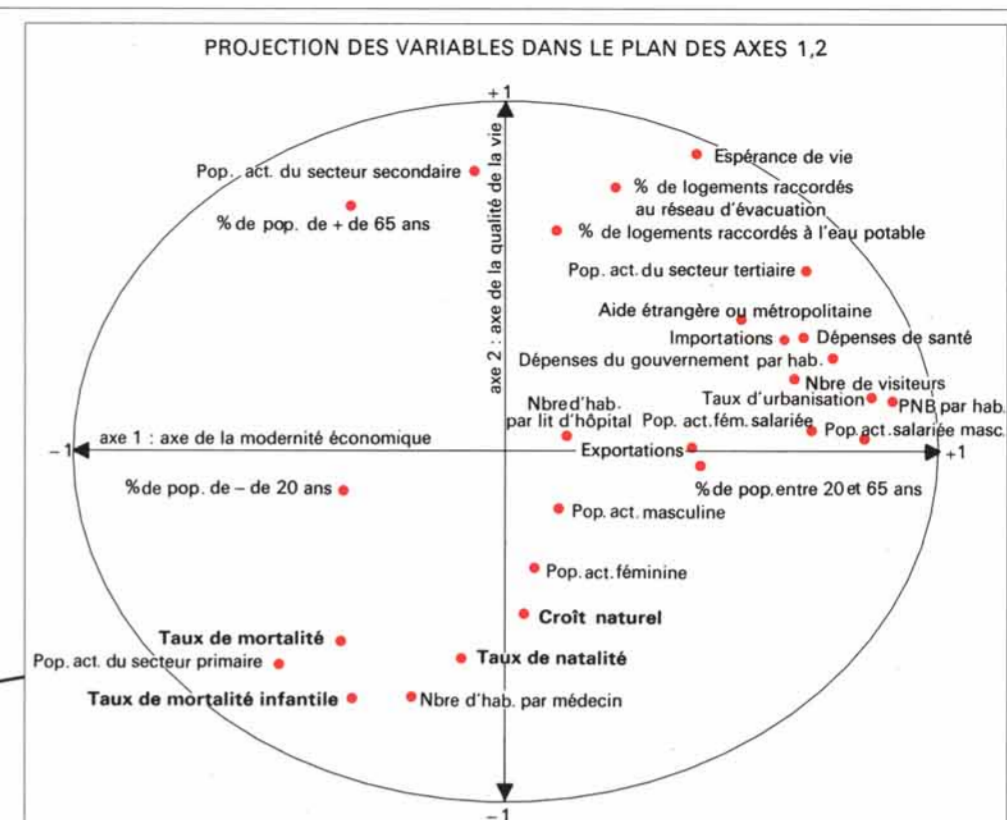 PROJECTION DES VARIABLES DANS LE PLAN DES AXES 1,2
+1
axe 2 : axe de la qualité de la vie
Espérance de vie
Pop. act. du secteur secondaire
% de logements raccordés
au réseau d'évacuation
% de pop. de + de 65 ans
% de logements raccordés à l'eau potable
Pop. act. du secteur tertiaire
Aide étrangère ou métropolitaine
Importations
Dépenses de santé
Dépenses du gouvernement par hab.
Nbre de visiteurs
Taux d'urbanisation
PNB par hab.
Nbre d'hab.
par lit d'hôpital
Pop. act. fém. salariée
Pop. act. salariée masc.
axe 1 : axe de la modernité économique
-1
Exportations
+1
% de pop. de – de 20 ans
% de pop. entre 20 et 65 ans
Pop. act. masculine
Pop. act. féminine
Croît naturel
Taux de mortalité
Taux de natalité
Pop. act. du secteur primaire
Taux de mortalité infantile
Nbre d'hab. par médecin
-1